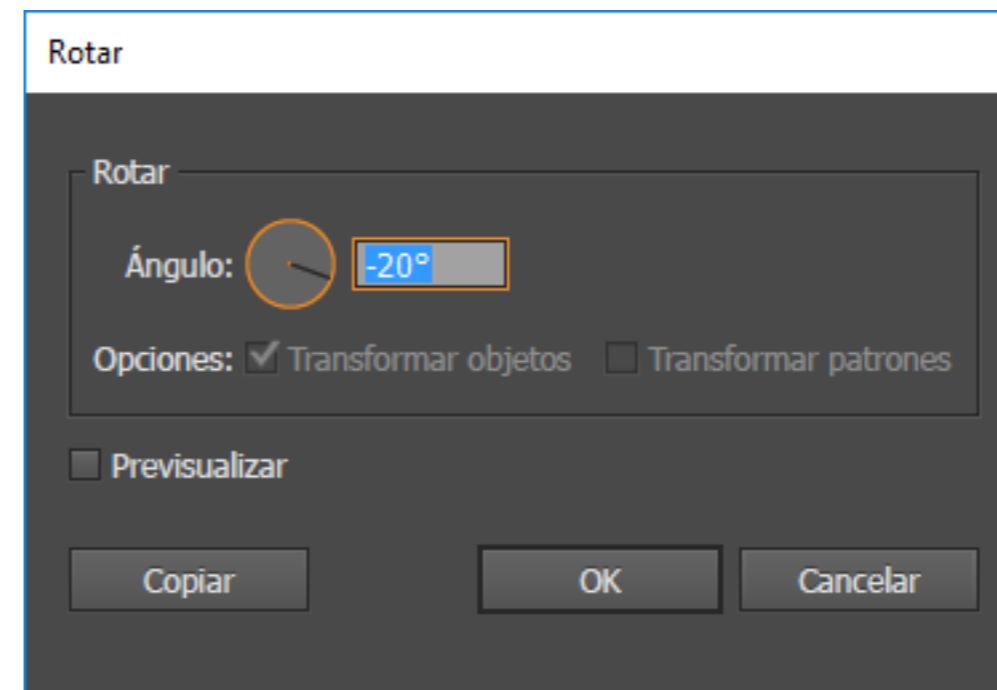 Rotar
Rotar
Ángulo: -20°
Opciones: Transformar objetos Transformar patrones
Previsualizar
Copiar OK Cancelar